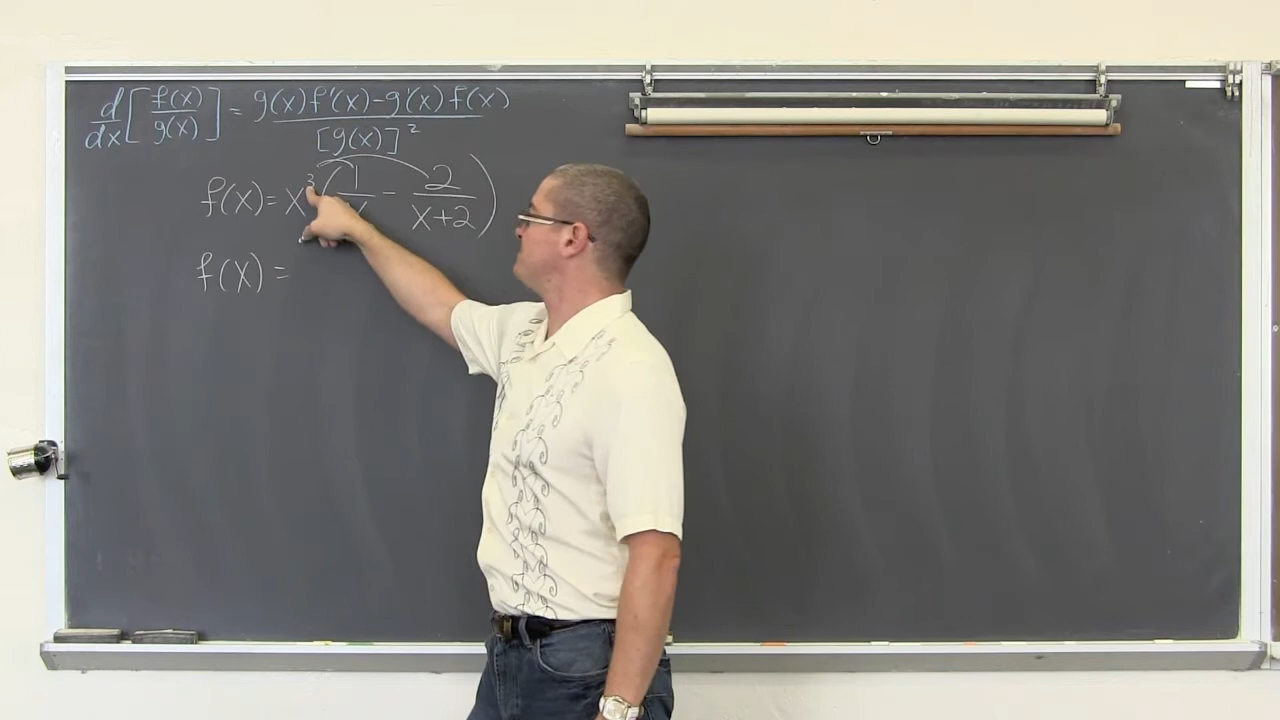 d/dx [f(x)/g(x)] = g(x)f'(x)-g'(x)f(x)/[g(x)]²
f(x)=x³(1/x - 2/x+2)
f(x)=